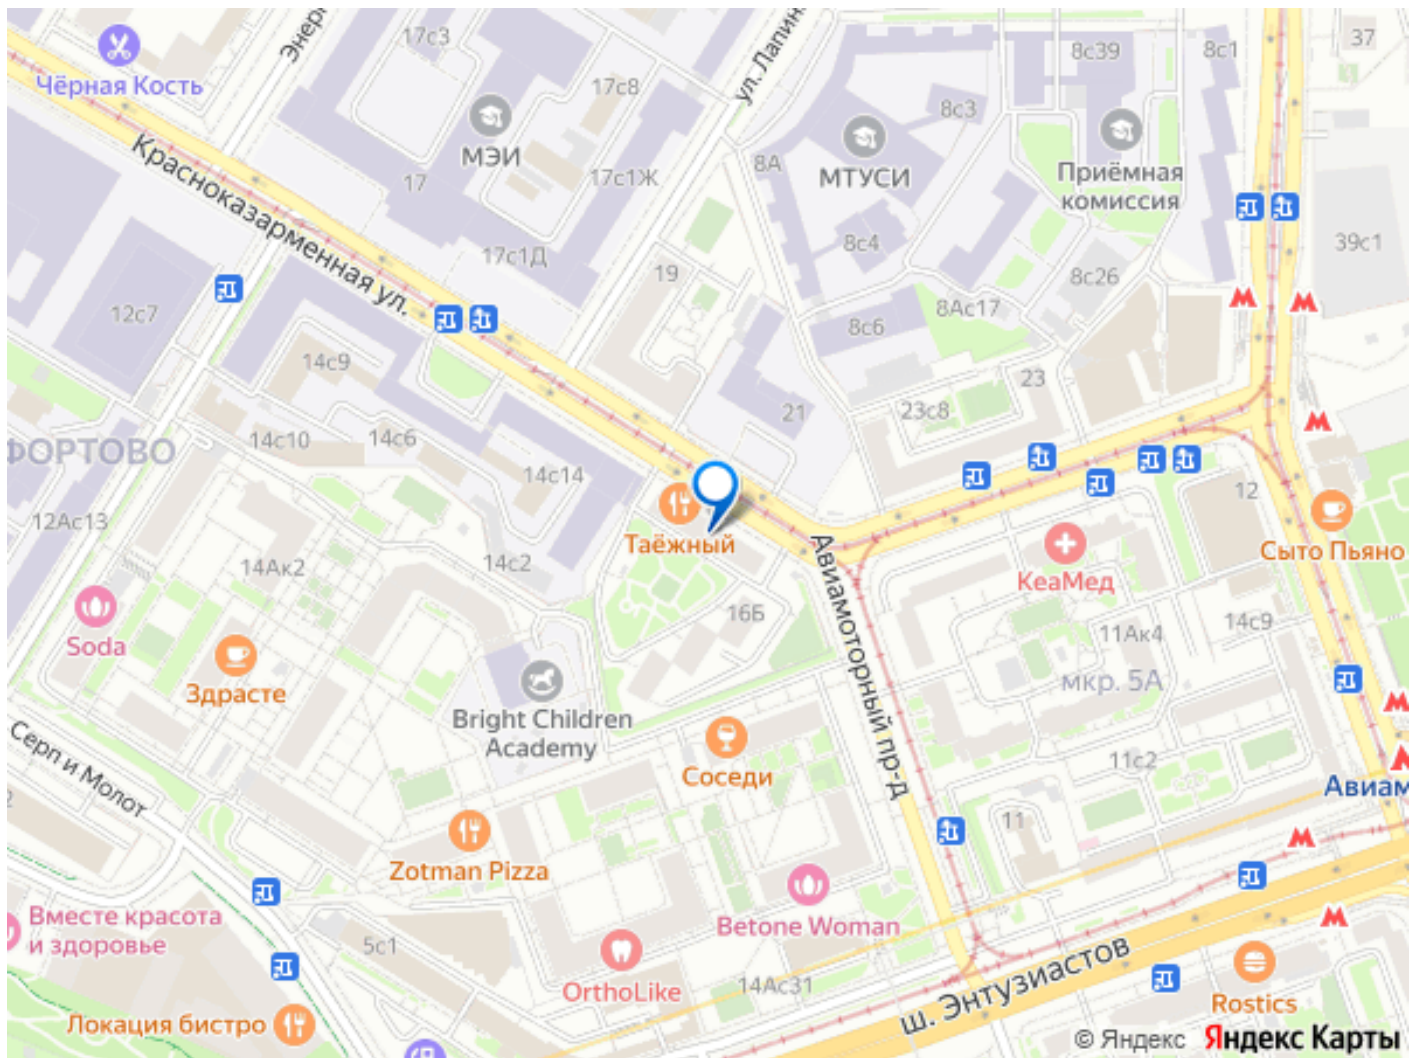 17с3
8с39
8с1
37
Чёрная Кость
17с8
ул. Лапин
8с3
МЭИ
МТУСИ
Приёмная
комиссия
8А
17
17с1Ж
Красноказарменная ул.
8с4
39с1
17с1Д
19
8с26
12с7
8Ас17
8с6
14с9
23
23с8
21
14с10
14с6
ФОРТОВО
14с14
12
12Ас13
Таёжный
Сыто Пьяно
КеаМед
14с2
14Ак2
Авиамоторный пр-д
16Б
11Ак4
14с9
Soda
Здрасте
мкр. 5А
Bright Children
Academy
Серп и Молот
Соседи
11с2
Авиам
11
Zotman Pizza
Вместе красота
и здоровье
Betone Woman
5с1
OrthoLike
14Ас31
ш. Энтузиастов
Rostics
Локация бистро
© Яндекс Яндекс Карты